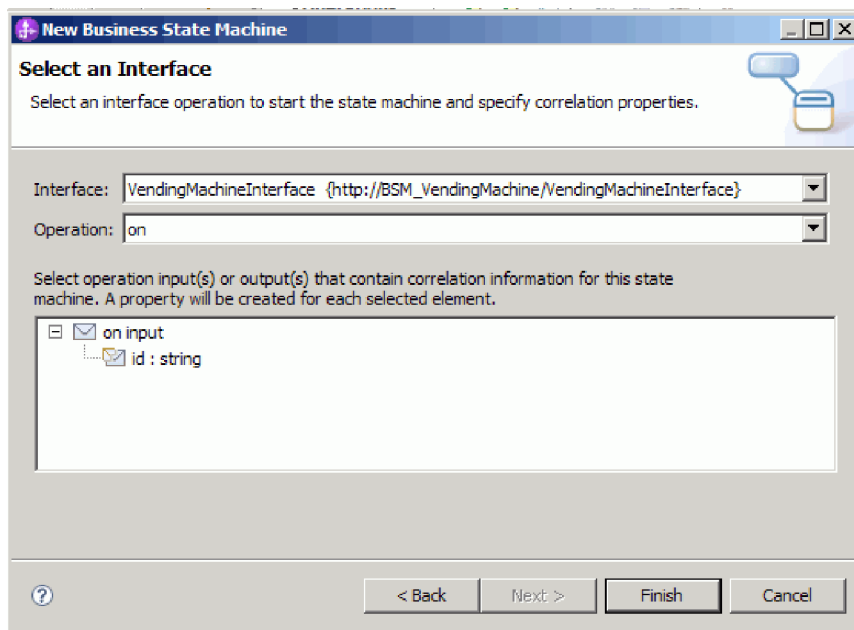 New Business State Machine
Select an Interface
Select an interface operation to start the state machine and specify correlation properties.
Interface: VendingMachineInterface {http://BSM_VendingMachine/VendingMachineInterface}
Operation: on
Select operation input(s) or output(s) that contain correlation information for this state
machine. A property will be created for each selected element.
on input
id : string
< Back Next > Finish Cancel